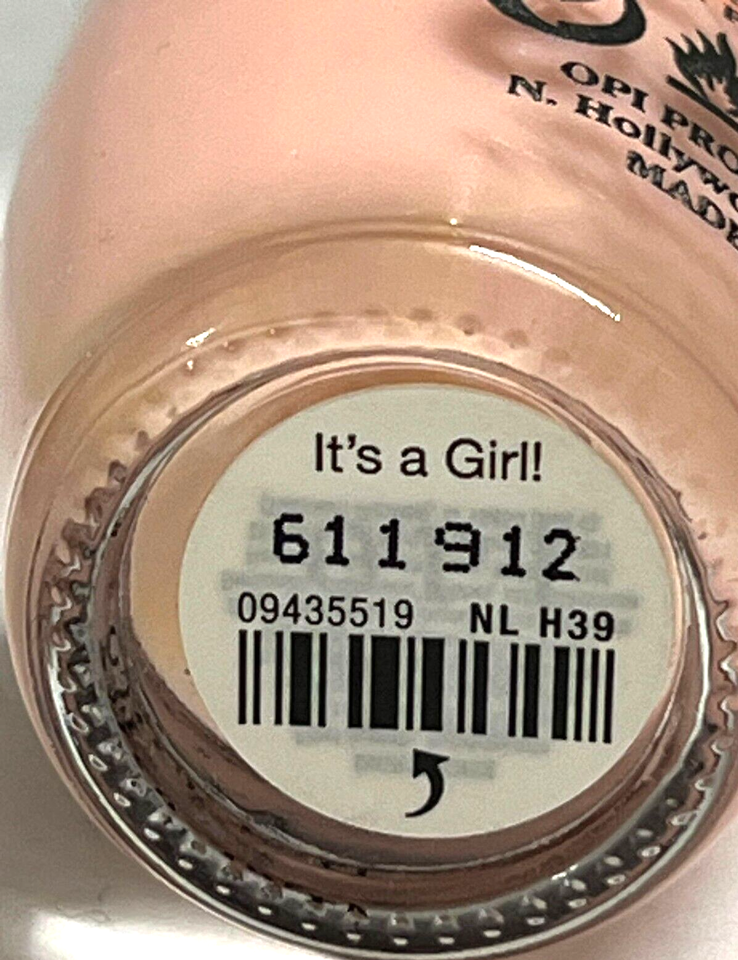 OPI PRO
N. Hollywo
MADE
It's a Girl!
611912
09435519 NL H39